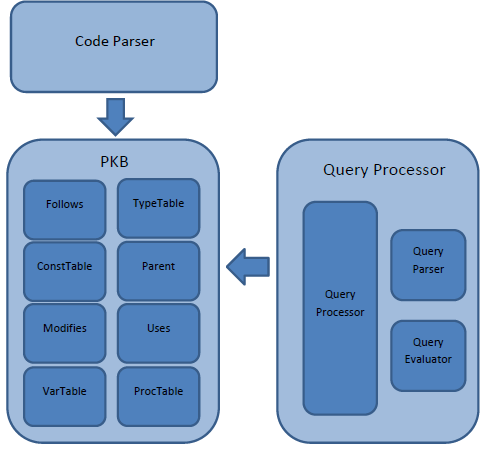 Code Parser
PKB
Follows
TypeTable
ConstTable
Parent
Modifies
Uses
VarTable
ProcTable
Query Processor
Query
Processor
Query
Parser
Query
Evaluator